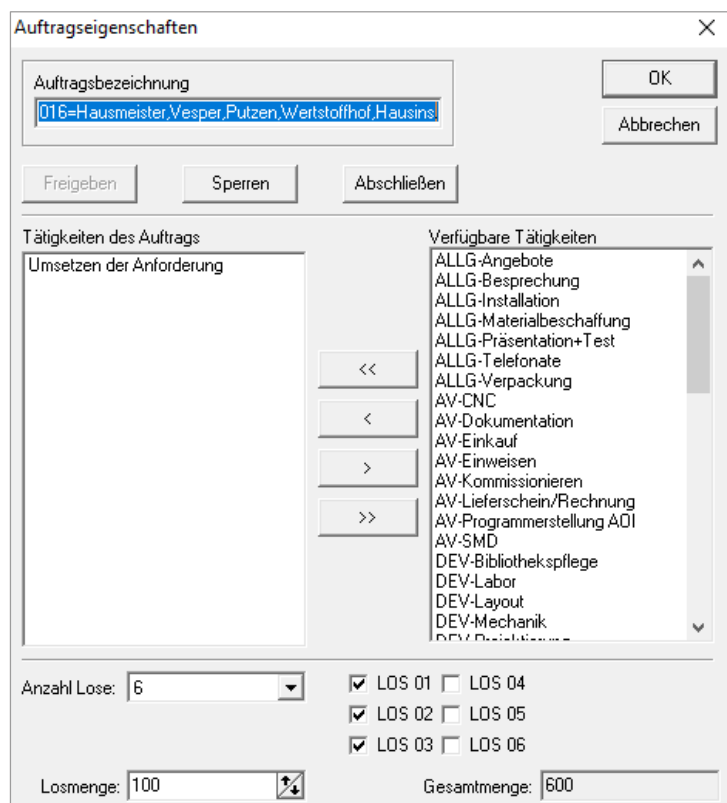 Auftragseigenschaften
Auftragsbezeichnung
016=Hausmeister,Vesper,Putzen,Wertstoffhof,Hausins
OK
Abbrechen
Freigeben
Sperren
Abschließen
Tätigkeiten des Auftrags
Umsetzen der Anforderung
<<
<
>
>>
Verfügbare Tätigkeiten
ALLG-Angebote
ALLG-Besprechung
ALLG-Installation
ALLG-Materialbeschaffung
ALLG-Präsentation+Test
ALLG-Telefonate
ALLG-Verpackung
AV-CNC
AV-Dokumentation
AV-Einkauf
AV-Einweisen
AV-Kommissionieren
AV-Lieferschein/Rechnung
AV-Programmerstellung AOI
AV-SMD
DEV-Bibliothekspflege
DEV-Labor
DEV-Layout
DEV-Mechanik
DEV-Projektierung
Anzahl Lose: 6
LOS 01 LOS 04
LOS 02 LOS 05
LOS 03 LOS 06
Losmenge: 100
Gesamtmenge: 600